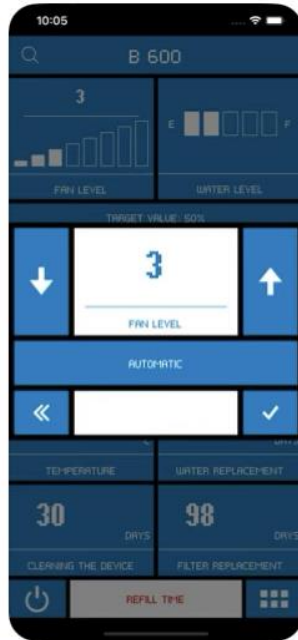 10:05
B 600
3
E F
FAN LEVEL
WATER LEVEL
TARGET VALUE: 50%
3
FAN LEVEL
AUTOMATIC
DAYS
TEMPERATURE
WATER REPLACEMENT
30
DAYS
98
DAYS
CLEANING THE DEVICE
FILTER REPLACEMENT
REFILL TIME